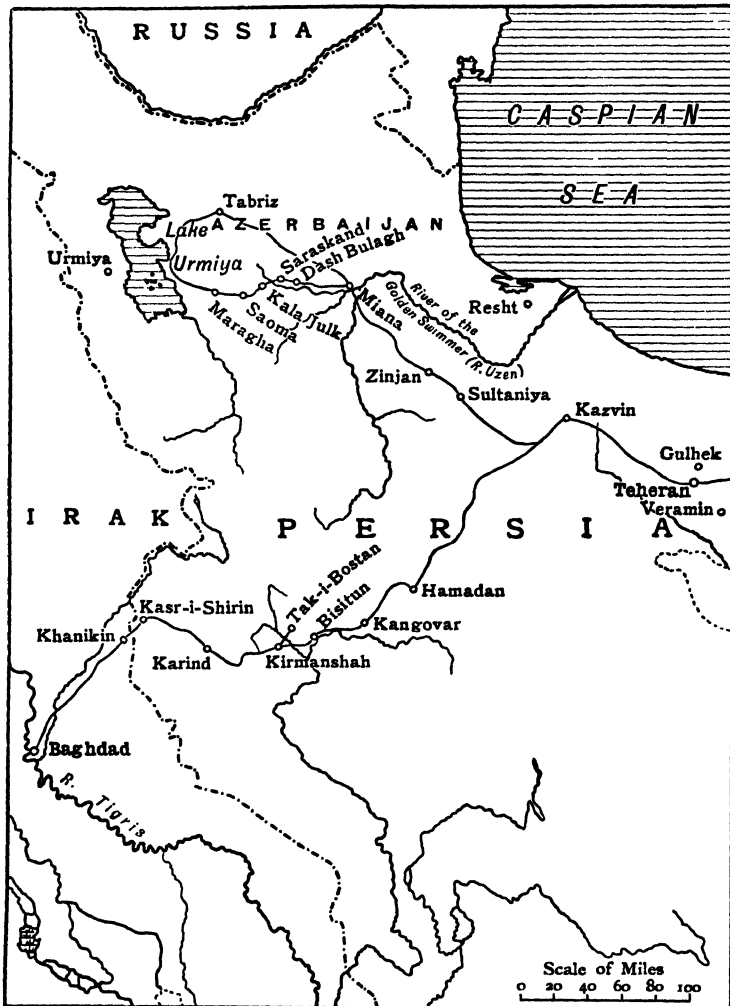 RUSSIA
CASPIAN
SEA
Tabriz
AZERBAIJAN
Lake
Urmiya
Urmiya
Saraskand
Dash Bulagh
Miana
Kala Julk
Saoma
Maragha
River of the
Golden Swimmer (R. Uzen)
Resht
Zinjan
Sultaniya
Kazvin
Gulhek
Teheran
Veramin
IRAK
PERSIA
Tak-i-Bostan
Bisitun
Hamadan
Kasr-i-Shirin
Khanikin
Kangovar
Karind
Kirmanshah
Baghdad
R. Tigris
Scale of Miles
0 20 40 60 80 100